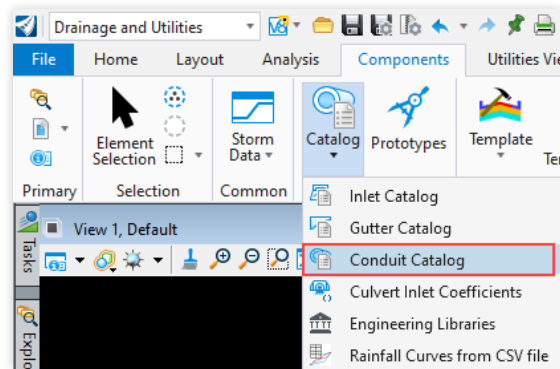 Drainage and Utilities
File Home Layout Analysis Components Utilities Vie
Element Selection
Storm Data
Catalog
Prototypes
Template
Te
Primary Selection Common
Inlet Catalog
Gutter Catalog
Conduit Catalog
Culvert Inlet Coefficients
Engineering Libraries
Rainfall Curves from CSV file
View 1, Default
Tasks
Explo